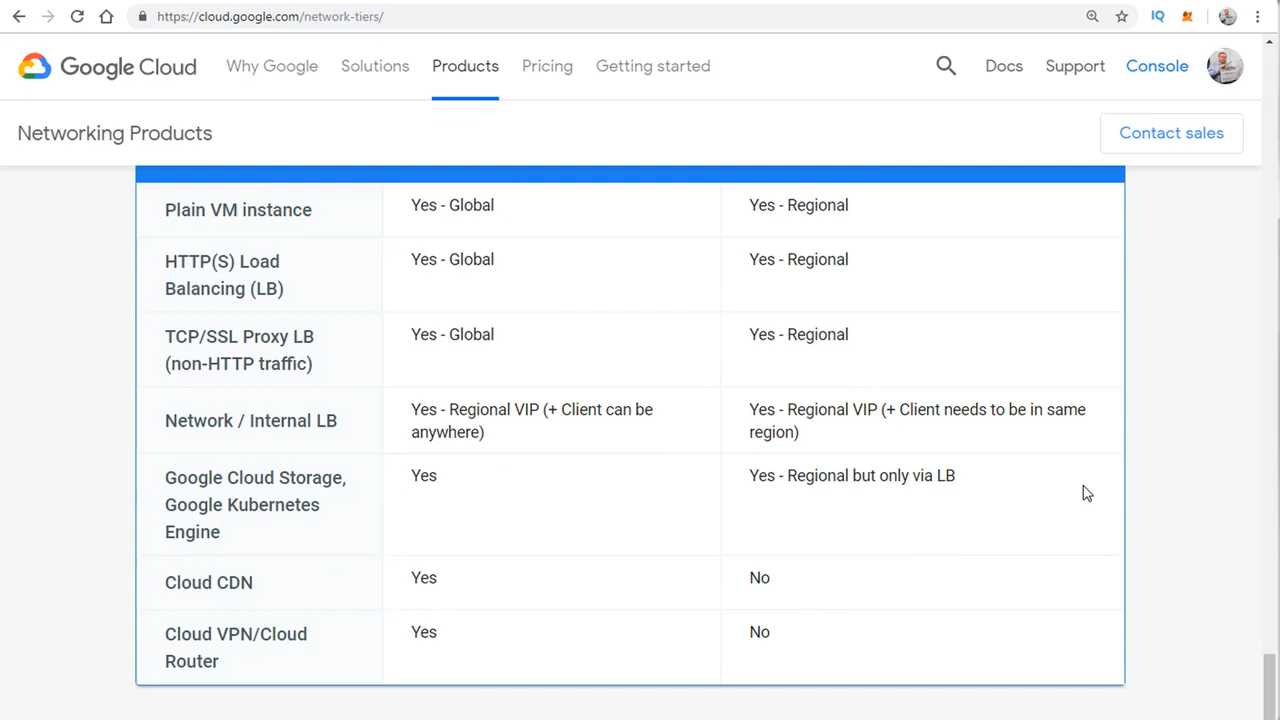 https://cloud.google.com/network-tiers/
IQ
Google Cloud
Why Google
Solutions
Products
Pricing
Getting started
Docs
Support
Console
Networking Products
Contact sales
Plain VM instance
Yes - Global
Yes - Regional
HTTP(S) Load
Balancing (LB)
Yes - Global
Yes - Regional
TCP/SSL Proxy LB
(non-HTTP traffic)
Yes - Global
Yes - Regional
Network / Internal LB
Yes - Regional VIP (+ Client can be
anywhere)
Yes - Regional VIP (+ Client needs to be in same
region)
Google Cloud Storage,
Google Kubernetes
Engine
Yes
Yes - Regional but only via LB
Cloud CDN
Yes
No
Cloud VPN/Cloud
Router
Yes
No